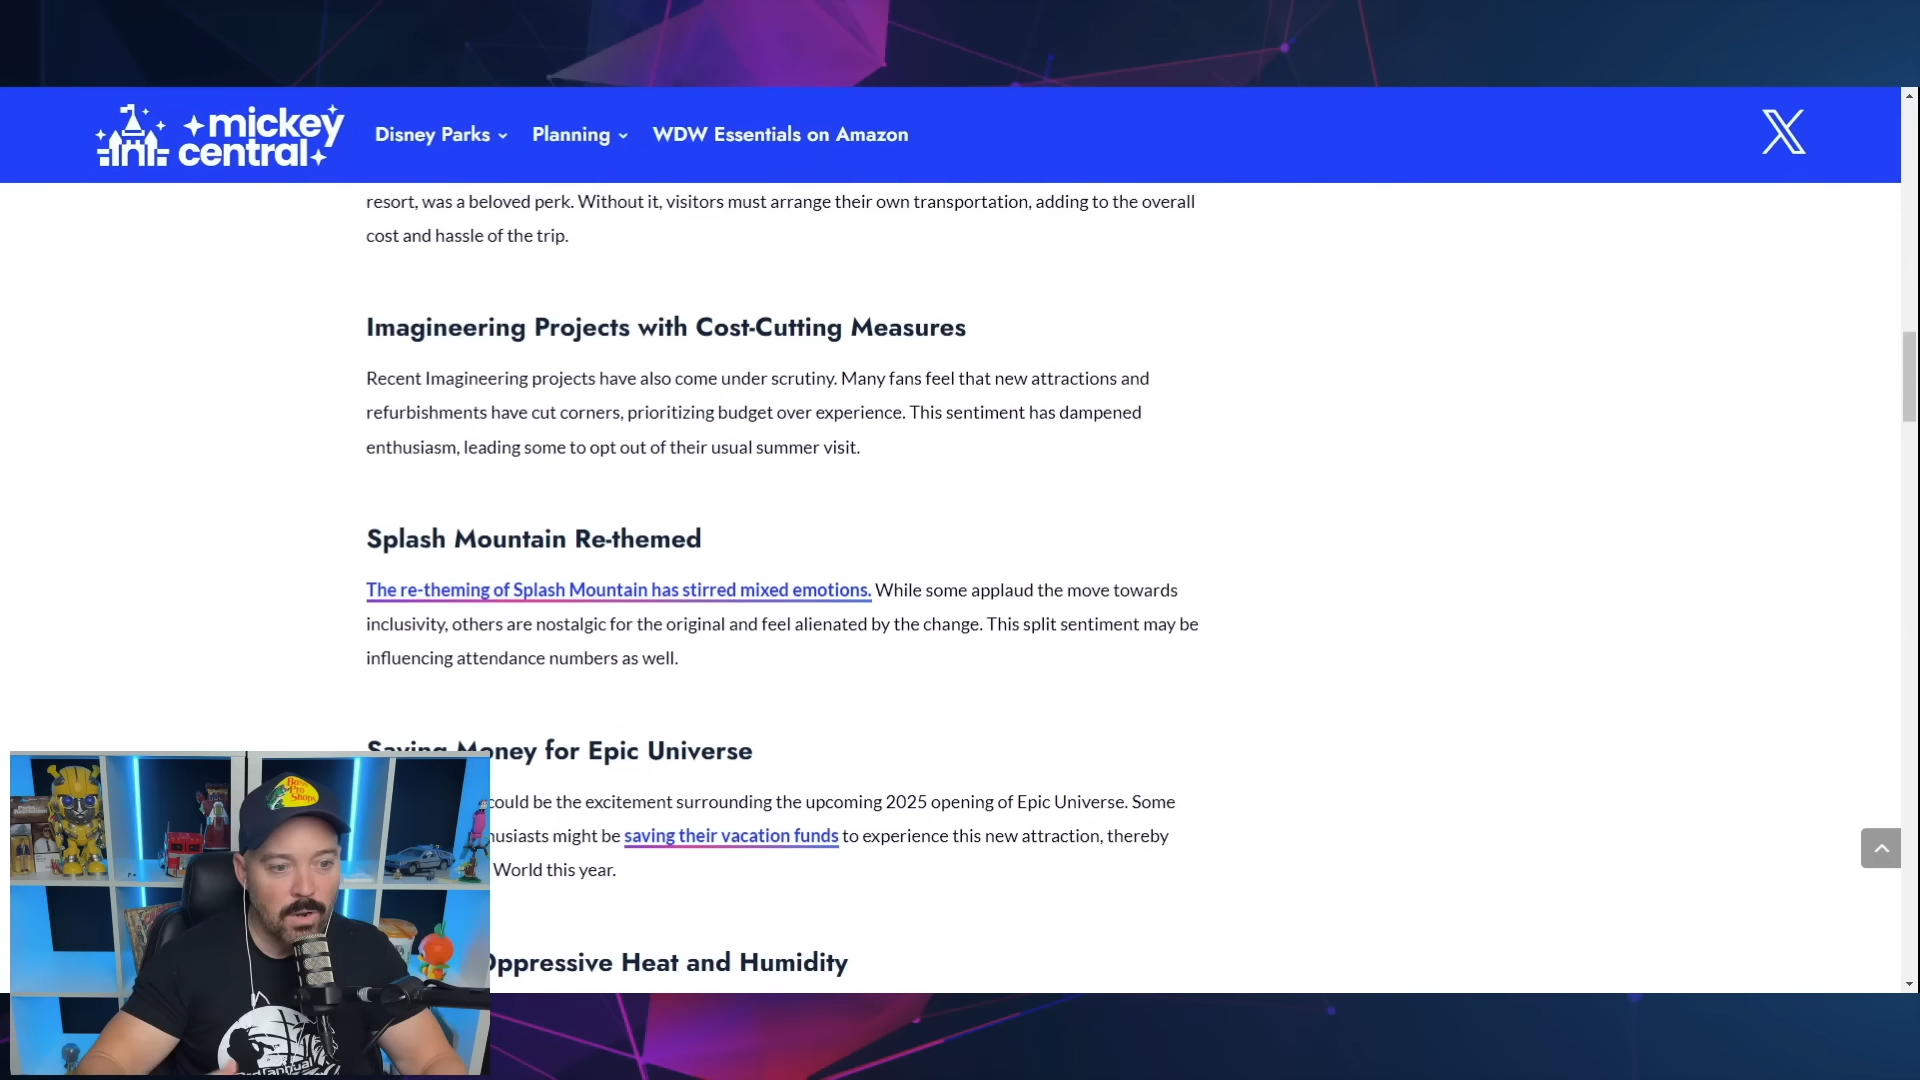 mickey
central
Disney Parks
Planning
WDW Essentials on Amazon
resort, was a beloved perk. Without it, visitors must arrange their own transportation, adding to the overall
cost and hassle of the trip.
Imagineering Projects with Cost-Cutting Measures
Recent Imagineering projects have also come under scrutiny. Many fans feel that new attractions and
refurbishments have cut corners, prioritizing budget over experience. This sentiment has dampened
enthusiasm, leading some to opt out of their usual summer visit.
Splash Mountain Re-themed
The re-theming of Splash Mountain has stirred mixed emotions. While some applaud the move towards
inclusivity, others are nostalgic for the original and feel alienated by the change. This split sentiment may be
influencing attendance numbers as well.
Saving Money for Epic Universe
could be the excitement surrounding the upcoming 2025 opening of Epic Universe. Some
husiasts might be saving their vacation funds to experience this new attraction, thereby
World this year.
Oppressive Heat and Humidity
Bass
Pro
Shops
annual